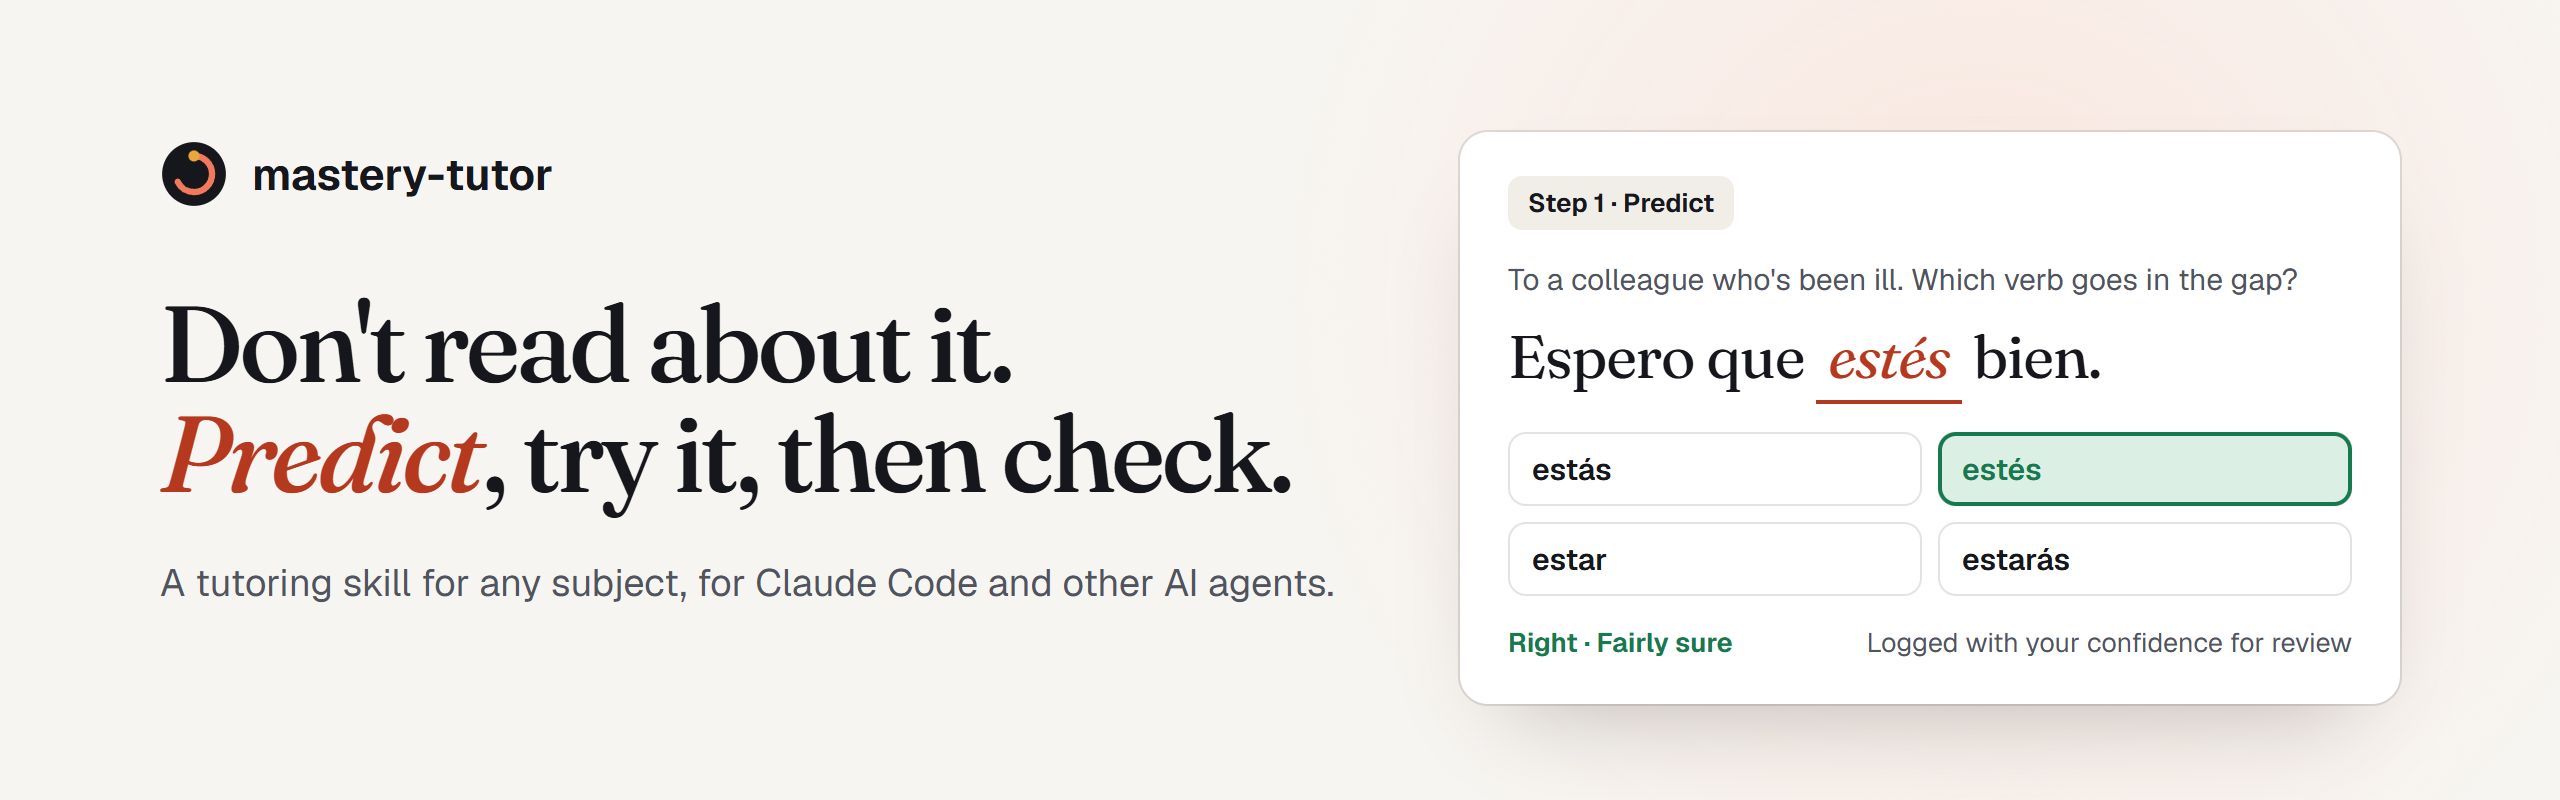 mastery-tutor
Don't read about it.
Predict, try it, then check.
A tutoring skill for any subject, for Claude Code and other AI agents.
Step 1 · Predict
To a colleague who's been ill. Which verb goes in the gap?
Espero que estés bien.
estás
estés
estar
estarás
Right · Fairly sure
Logged with your confidence for review